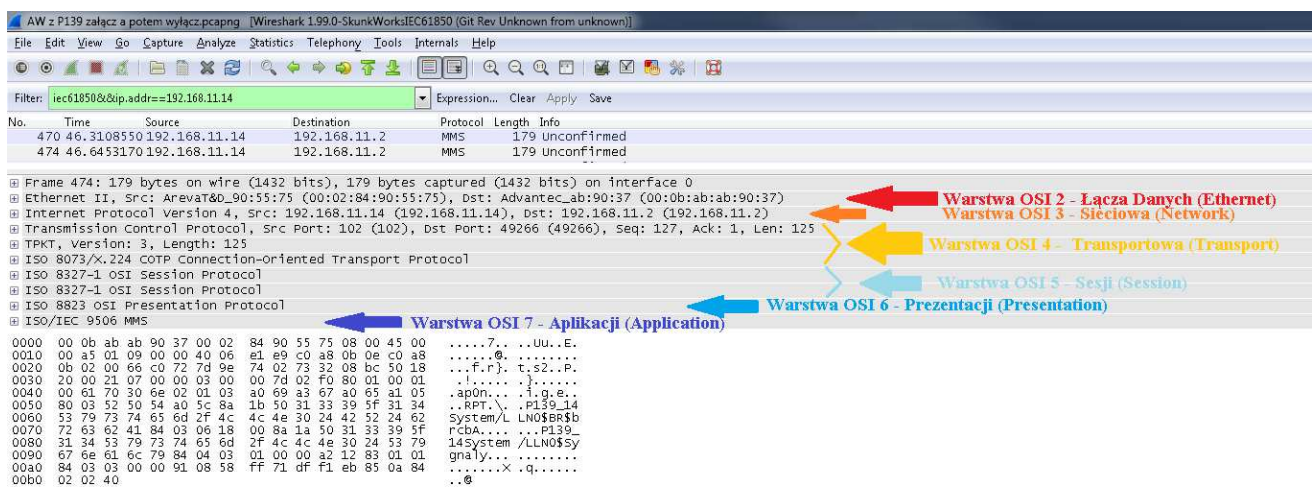 AW z P139 załącz a potem wyłącz.pcapng [Wireshark 1.99.0-SkunkWorksIEC61850 (Git Rev Unknown from unknown)]
File Edit View Go Capture Analyze Statistics Telephony Tools Internals Help
Filter: iec61850&&ip.addr==192.168.11.14 Expression... Clear Apply Save
No. Time Source Destination Protocol Length Info
470 46.3108550 192.168.11.14 192.168.11.2 MMS 179 Unconfirmed
474 46.6453170 192.168.11.14 192.168.11.2 MMS 179 Unconfirmed
Frame 474: 179 bytes on wire (1432 bits), 179 bytes captured (1432 bits) on interface 0
Ethernet II, Src: ArevaT&D_90:55:75 (00:02:84:90:55:75), Dst: Advantec_ab:90:37 (00:0b:ab:ab:90:37) Warstwa OSI 2 - Łącza Danych (Ethernet)
Internet Protocol Version 4, Src: 192.168.11.14 (192.168.11.14), Dst: 192.168.11.2 (192.168.11.2) Warstwa OSI 3 - Sieciowa (Network)
Transmission Control Protocol, Src Port: 102 (102), Dst Port: 49266 (49266), Seq: 127, Ack: 1, Len: 125
TPKT, Version: 3, Length: 125 Warstwa OSI 4 - Transportowa (Transport)
ISO 8073/X.224 COTP Connection-Oriented Transport Protocol
ISO 8327-1 OSI Session Protocol Warstwa OSI 5 - Sesji (Session)
ISO 8327-1 OSI Session Protocol
ISO 8823 OSI Presentation Protocol Warstwa OSI 6 - Prezentacji (Presentation)
ISO/IEC 9506 MMS Warstwa OSI 7 - Aplikacji (Application)
0000 00 0b ab ab 90 37 00 02 84 90 55 75 08 00 45 00 .....7.. ..Uu..E.
0010 00 a5 01 09 00 00 40 06 e1 e9 c0 a8 0b 0e c0 a8 ......@. ........
0020 0b 02 00 66 c0 72 7d 9e 74 02 73 32 08 bc 50 18 ...f.r}. t.s2..P.
0030 20 00 21 07 00 00 03 00 00 7d 02 f0 80 01 00 01 .!..... .}......
0040 00 61 70 30 6e 02 01 03 a0 69 a3 67 a0 65 a1 05 .ap0n... .i.g.e..
0050 80 03 52 50 54 a0 5c 8a 1b 50 31 33 39 5f 31 34 ..RPT.\. .P139_14
0060 53 79 73 74 65 6d 2f 4c 4c 4e 30 24 42 52 24 62 System/L LN0$BR$b
0070 72 63 62 41 84 03 06 18 00 8a 1a 50 31 33 39 5f rcbA.... ...P139_
0080 31 34 53 79 73 74 65 6d 2f 4c 4c 4e 30 24 53 79 14System /LLN0$Sy
0090 67 6e 61 6c 79 84 04 03 01 00 00 a2 12 83 01 01 gnaly... ........
00a0 84 03 03 00 00 91 08 58 ff 71 df f1 eb 85 0a 84 .......X .q......
00b0 02 02 40 ..@